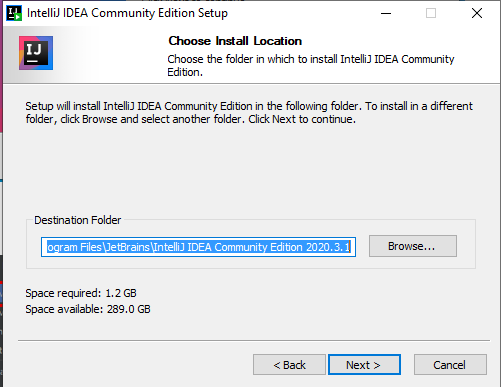 IntelliJ IDEA Community Edition Setup
IJ
Choose Install Location
Choose the folder in which to install IntelliJ IDEA Community
Edition.
Setup will install IntelliJ IDEA Community Edition in the following folder. To install in a different
folder, click Browse and select another folder. Click Next to continue.
Destination Folder
ogram Files\JetBrains\IntelliJ IDEA Community Edition 2020.3.1
Browse...
Space required: 1.2 GB
Space available: 289.0 GB
< Back
Next >
Cancel